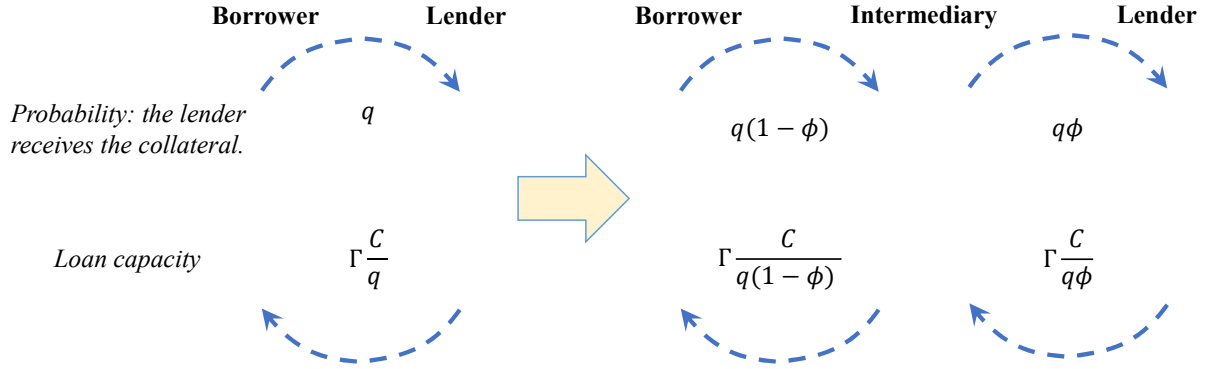 Borrower Lender Borrower Intermediary Lender
Probability: the lender
receives the collateral.
q
q(1 − ϕ)
qϕ
Loan capacity
Γ C/q
Γ C/q(1 − ϕ)
Γ C/qϕ